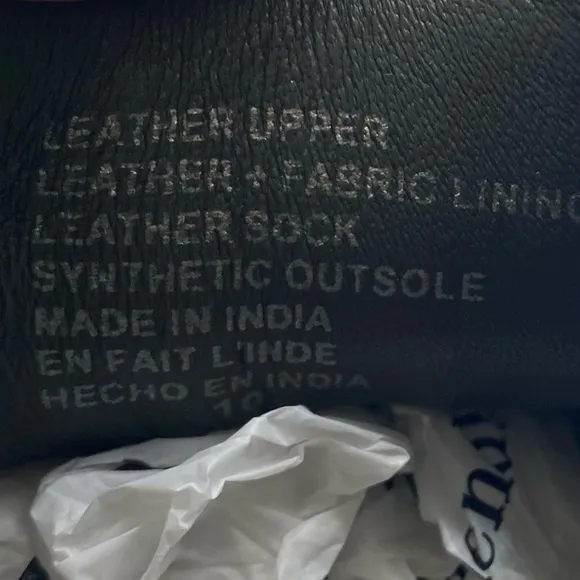 LEATHER UPPER
LEATHER + FABRIC LINING
LEATHER SOCK
SYNTHETIC OUTSOLE
MADE IN INDIA
EN FAIT L'INDE
HECHO EN INDIA
10